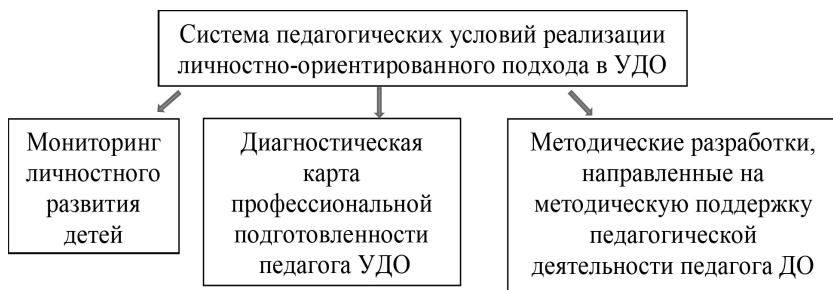 Система педагогических условий реализации
личностно-ориентированного подхода в УДО
Мониторинг
личностного
развития
детей
Диагностическая
карта
профессиональной
подготовленности
педагога УДО
Методические разработки,
направленные на
методическую поддержку
педагогической
деятельности педагога ДО